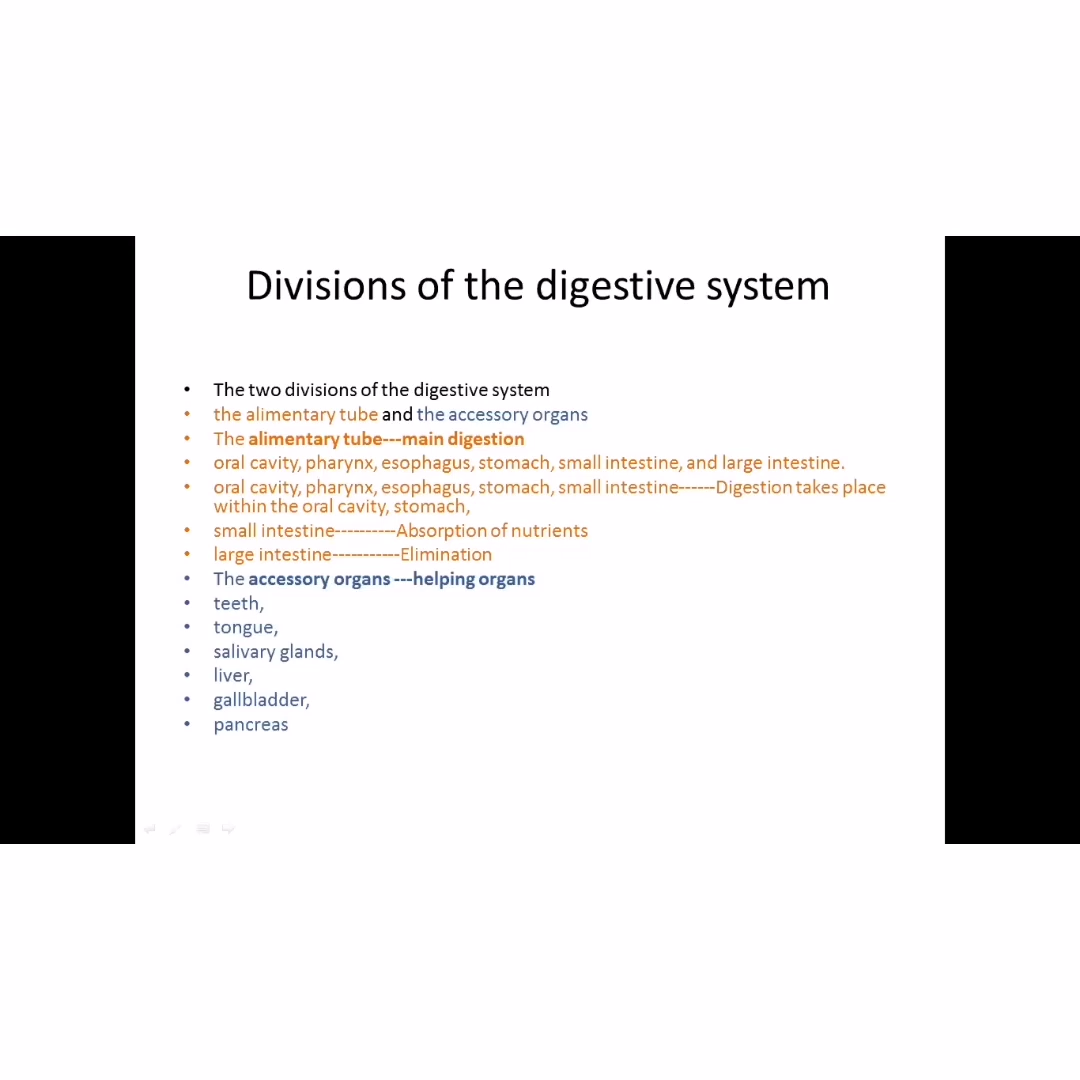 Divisions of the digestive system
• The two divisions of the digestive system
• the alimentary tube and the accessory organs
• The alimentary tube---main digestion
• oral cavity, pharynx, esophagus, stomach, small intestine, and large intestine.
• oral cavity, pharynx, esophagus, stomach, small intestine------Digestion takes place
within the oral cavity, stomach,
• small intestine----------Absorption of nutrients
• large intestine-----------Elimination
• The accessory organs ---helping organs
• teeth,
• tongue,
• salivary glands,
• liver,
• gallbladder,
• pancreas